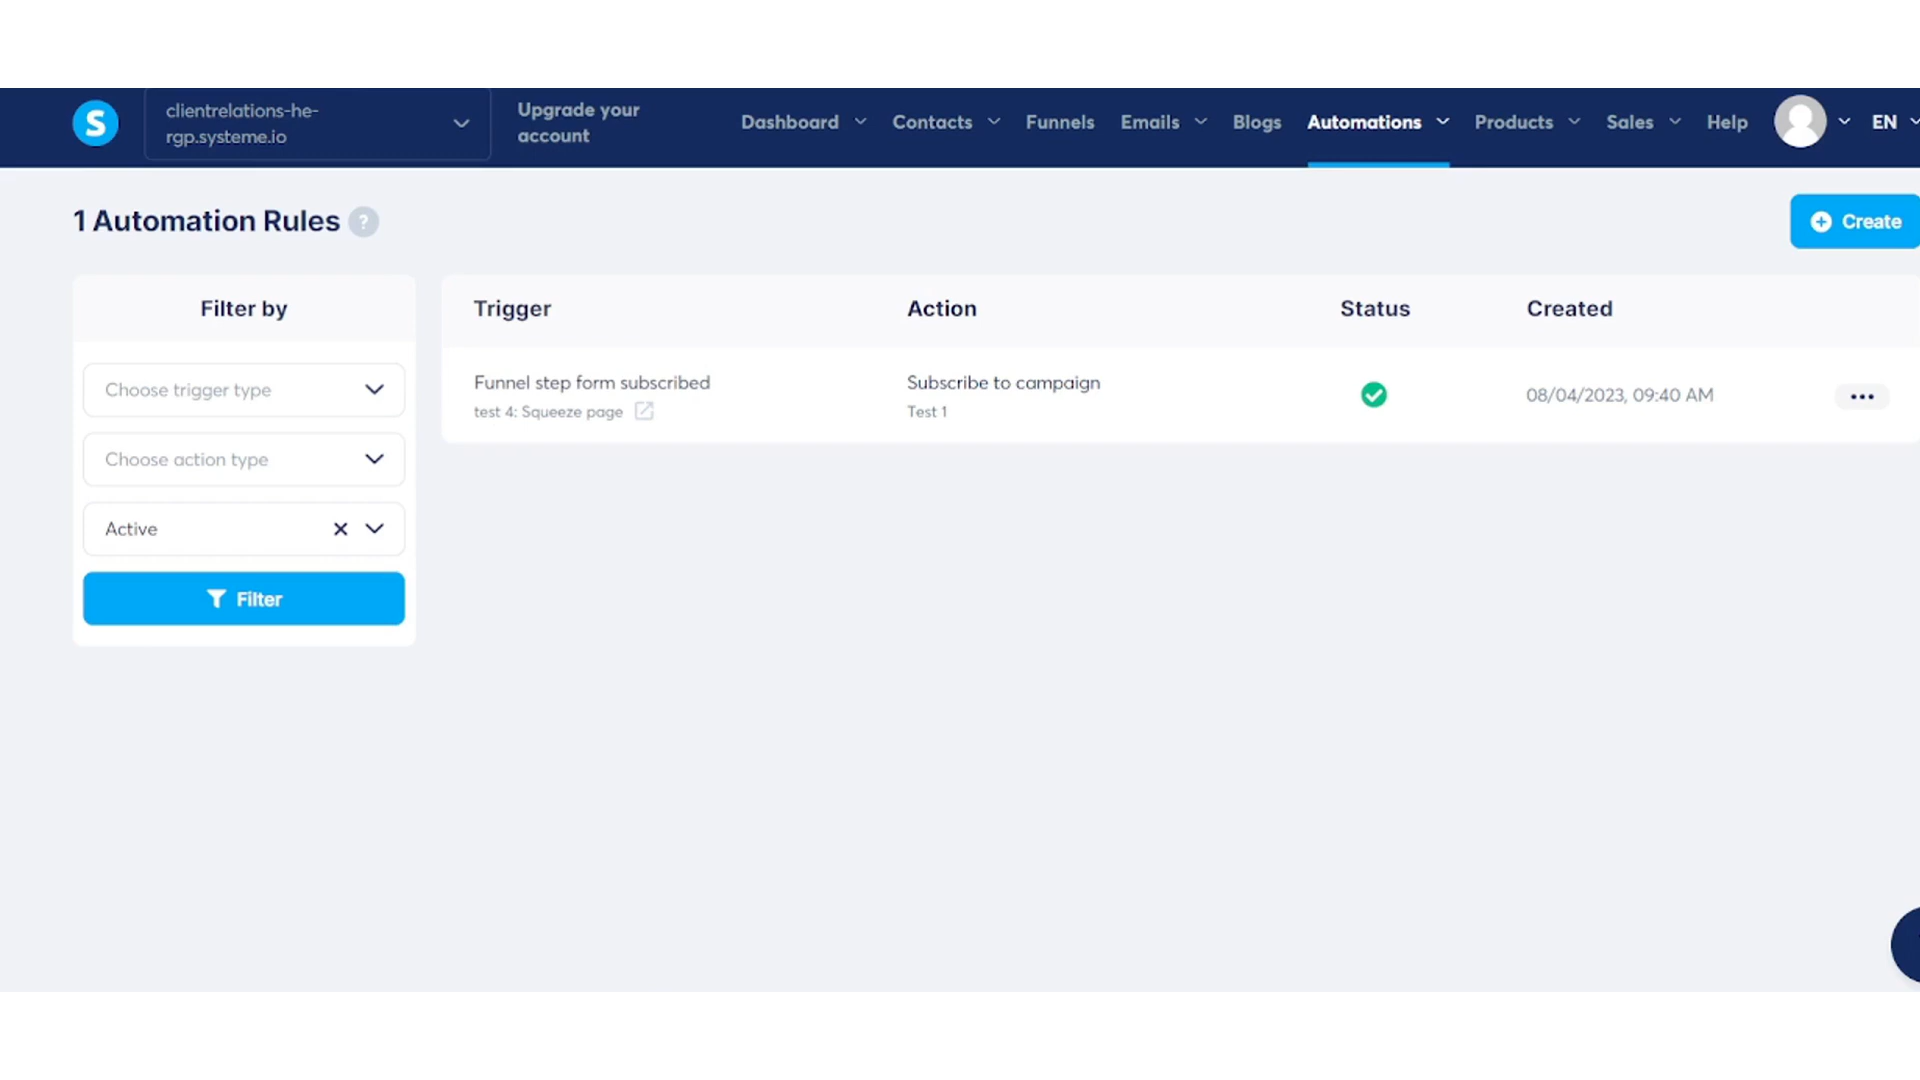 S
clientrelations-he-
rgp.systeme.io
Upgrade your
account
Dashboard
Contacts
Funnels
Emails
Blogs
Automations
Products
Sales
Help
EN
1 Automation Rules ?
Create
Filter by
Choose trigger type
Choose action type
Active
Filter
Trigger Action Status Created
Funnel step form subscribed
test 4: Squeeze page
Subscribe to campaign
Test 1
08/04/2023, 09:40 AM